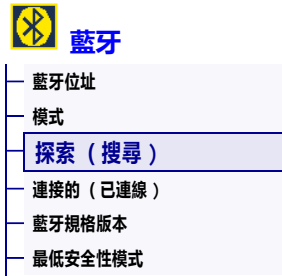 藍牙
藍牙位址
模式
探索（搜尋）
連接的（已連線）
藍牙規格版本
最低安全性模式